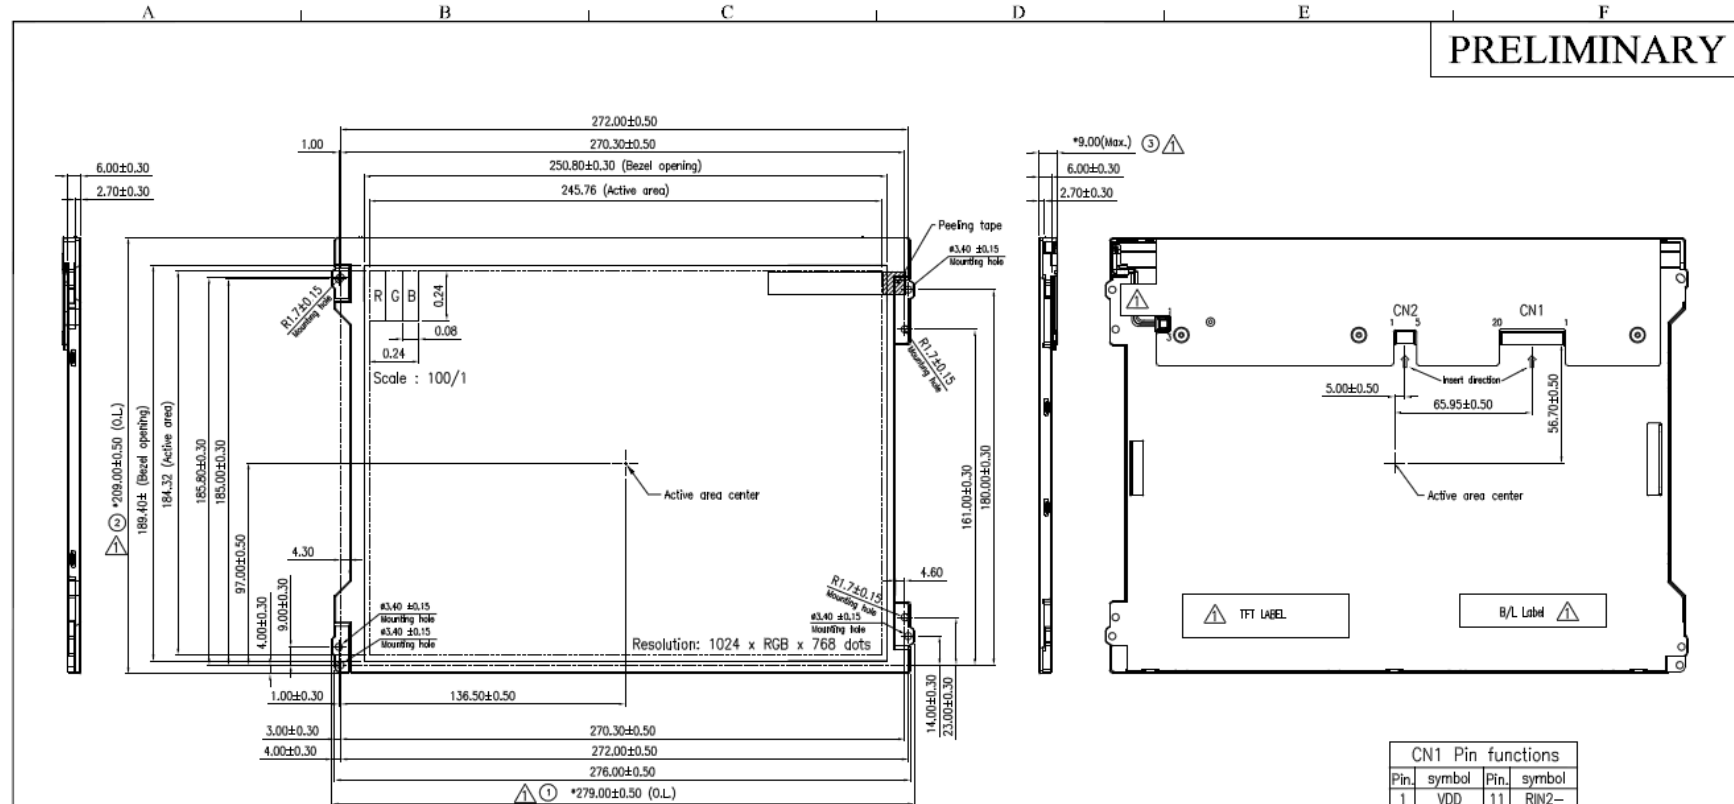 A B C D E F
PRELIMINARY
272.00±0.50
1.00
270.30±0.50
250.80±0.30 (Bezel opening)
245.76 (Active area)
6.00±0.30
2.70±0.30
*9.00(Max.) 3 1
6.00±0.30
2.70±0.30
Peeling tape
ø3.40 ±0.15
Mounting hole
R1.7±0.15
Mounting hole
R G B
0.24
0.08
0.24
Scale : 100/1
R1.7±0.15
Mounting hole
1 2 *209.00±0.50 (O.L.)
189.40± (Bezel opening)
184.32 (Active area)
185.80±0.30
185.00±0.30
97.00±0.50
4.00±0.30
9.00±0.30
4.30
Active area center
161.00±0.30
180.00±0.30
4.60
R1.7±0.15
Mounting hole
ø3.40 ±0.15
Mounting hole
ø3.40 ±0.15
Mounting hole
ø3.40 ±0.15
Mounting hole
Resolution: 1024 x RGB x 768 dots
14.00±0.30
23.00±0.30
1.00±0.30
136.50±0.50
3.00±0.30
270.30±0.50
4.00±0.30
272.00±0.50
276.00±0.50
1 1 *279.00±0.50 (O.L.)
1
3
CN2
1 5
CN1
20 1
Insert direction
5.00±0.50
65.95±0.50
56.70±0.50
Active area center
1 TFT LABEL
B/L Label 1
CN1 Pin functions
Pin. symbol Pin. symbol
1 VDD 11 RIN2-